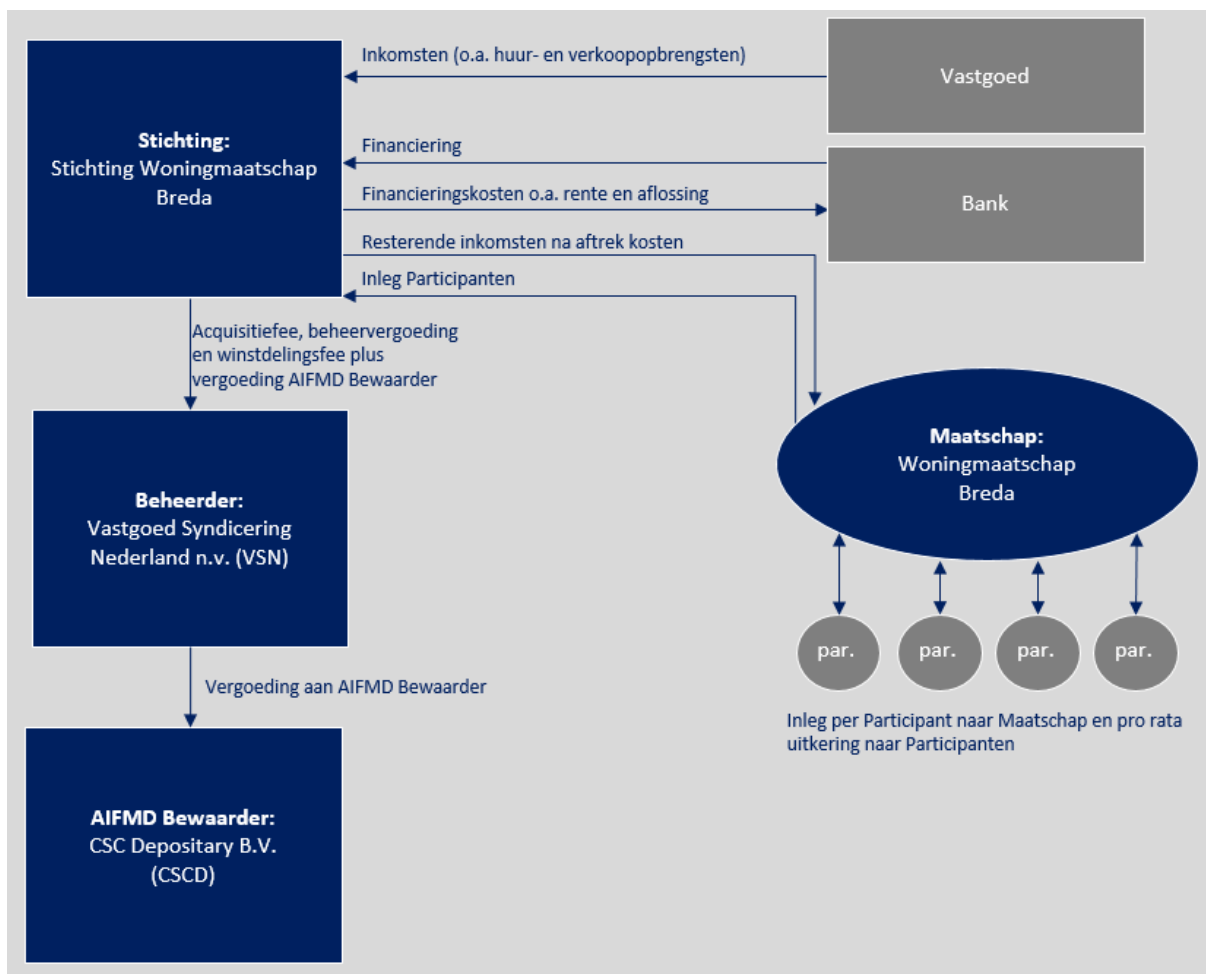 Inkomsten (o.a. huur- en verkoopopbrengsten)
Vastgoed
Stichting:
Stichting Woningmaatschap
Breda
Financiering
Financieringskosten o.a. rente en aflossing
Bank
Resterende inkomsten na aftrek kosten
Inleg Participanten
Acquisitiefee, beheervergoeding
en winstdelingsfee plus
vergoeding AIFMD Bewaarder
Maatschap:
Woningmaatschap
Breda
Beheerder:
Vastgoed Syndicering
Nederland n.v. (VSN)
par.
par.
par.
par.
Vergoeding aan AIFMD Bewaarder
Inleg per Participant naar Maatschap en pro rata
uitkering naar Participanten
AIFMD Bewaarder:
CSC Depositary B.V.
(CSCD)